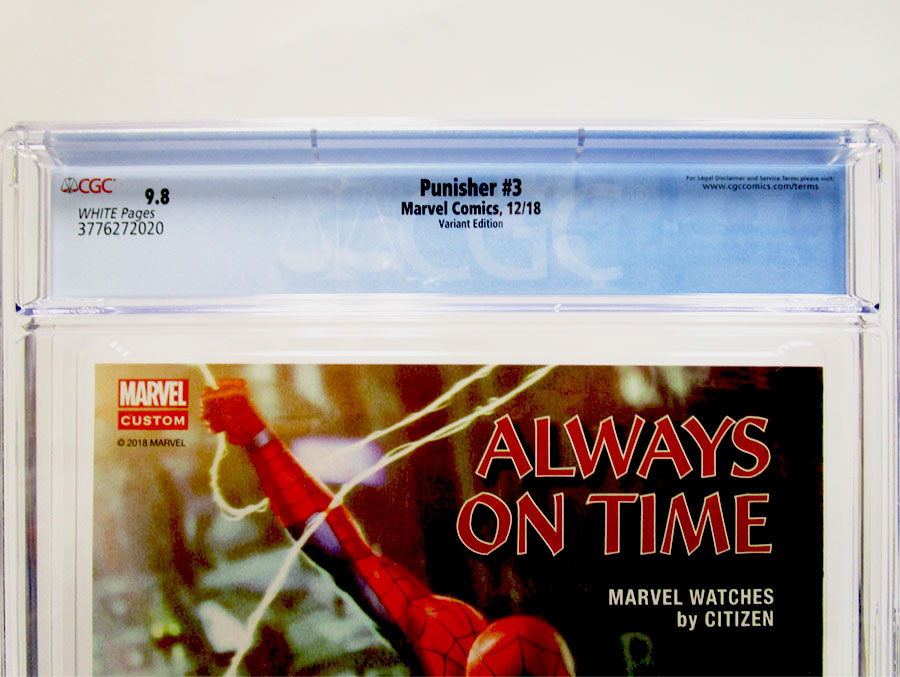 CGC
9.8
WHITE Pages
3776272020
Punisher #3
Marvel Comics, 12/18
Variant Edition
For Legal Disclaimer and Service Terms please visit:
www.cgccomics.com/terms
CGC
MARVEL
CUSTOM
© 2018 MARVEL
ALWAYS
ON TIME
MARVEL WATCHES
by CITIZEN